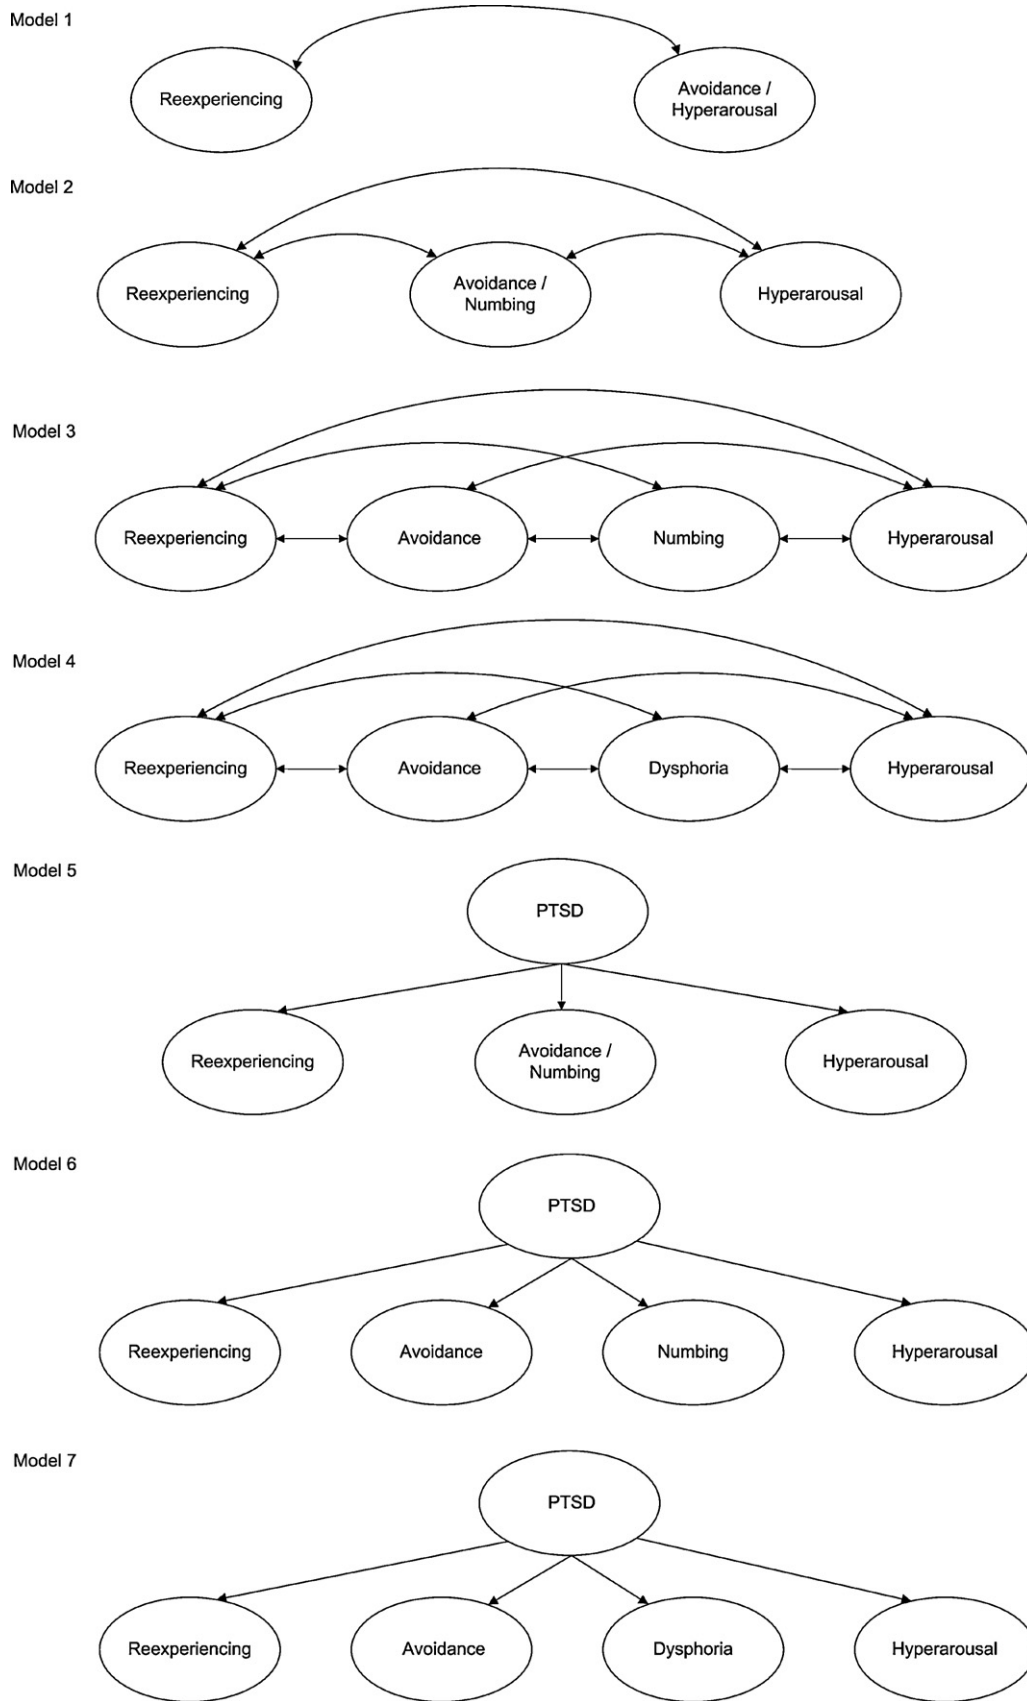 Model 1
Reexperiencing
Avoidance /
Hyperarousal
Model 2
Reexperiencing
Avoidance /
Numbing
Hyperarousal
Model 3
Reexperiencing
Avoidance
Numbing
Hyperarousal
Model 4
Reexperiencing
Avoidance
Dysphoria
Hyperarousal
Model 5
PTSD
Reexperiencing
Avoidance /
Numbing
Hyperarousal
Model 6
PTSD
Reexperiencing
Avoidance
Numbing
Hyperarousal
Model 7
PTSD
Reexperiencing
Avoidance
Dysphoria
Hyperarousal